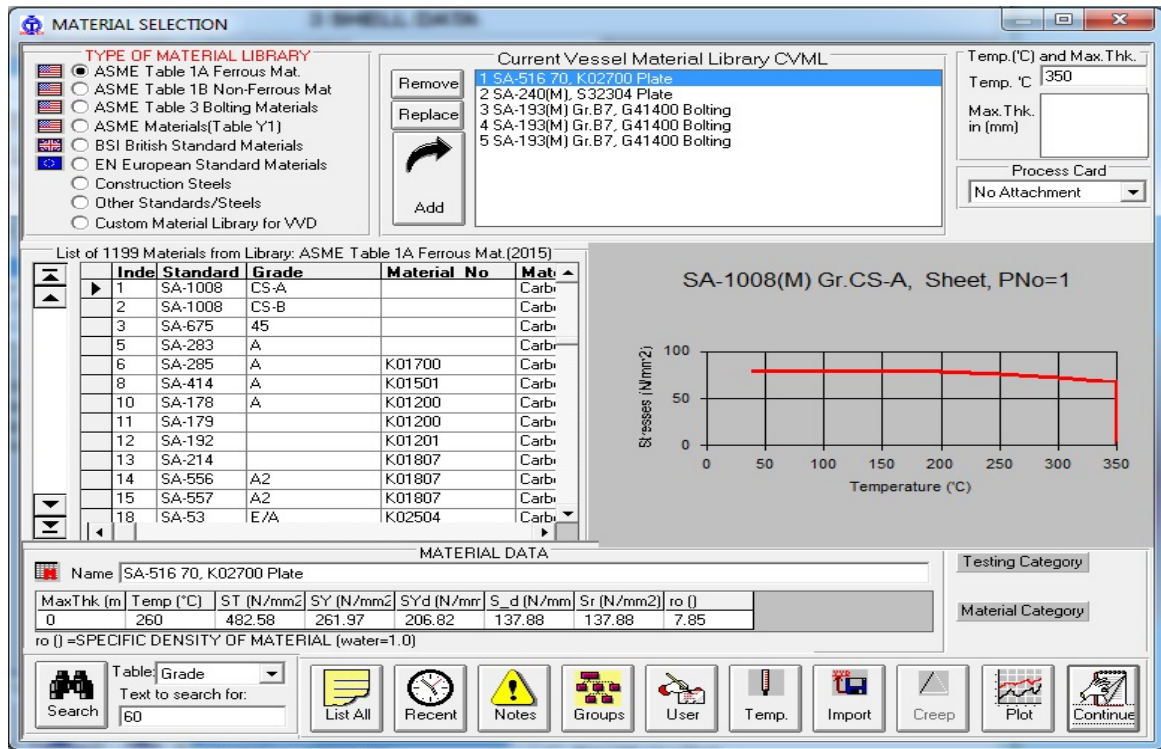 3 SHELL DATA
MATERIAL SELECTION
TYPE OF MATERIAL LIBRARY
ASME Table 1A Ferrous Mat.
ASME Table 1B Non-Ferrous Mat
ASME Table 3 Bolting Materials
ASME Materials(Table Y1)
BSI British Standard Materials
EN European Standard Materials
Construction Steels
Other Standards/Steels
Custom Material Library for VVD
Remove
Replace
Add
Current Vessel Material Library CVML
1 SA-516 70, K02700 Plate
2 SA-240(M), S32304 Plate
3 SA-193(M) Gr.B7, G41400 Bolting
4 SA-193(M) Gr.B7, G41400 Bolting
5 SA-193(M) Gr.B7, G41400 Bolting
Temp.(°C) and Max.Thk.
Temp. °C 350
Max.Thk.
in (mm)
Process Card
No Attachment
List of 1199 Materials from Library: ASME Table 1A Ferrous Mat.(2015)
Inde Standard Grade Material No Mat
1 SA-1008 CS-A Carb
2 SA-1008 CS-B Carb
3 SA-675 45 Carb
5 SA-283 A Carb
6 SA-285 A K01700 Carb
8 SA-414 A K01501 Carb
10 SA-178 A K01200 Carb
11 SA-179 K01200 Carb
12 SA-192 K01201 Carb
13 SA-214 K01807 Carb
14 SA-556 A2 K01807 Carb
15 SA-557 A2 K01807 Carb
18 SA-53 E/A K02504 Carb
SA-1008(M) Gr.CS-A, Sheet, PNo=1
Stresses (N/mm^2)
100
50
0
0 50 100 150 200 250 300 350
Temperature (°C)
MATERIAL DATA
Name SA-516 70, K02700 Plate
MaxThk (m Temp (°C) ST (N/mm2 SY (N/mm2 SYd (N/mm S_d (N/mm Sr (N/mm2) ro ()
0 260 482.58 261.97 206.82 137.88 137.88 7.85
ro () =SPECIFIC DENSITY OF MATERIAL (water=1.0)
Testing Category
Material Category
Search
Table: Grade
Text to search for:
60
List All
Recent
Notes
Groups
User
Temp.
Import
Creep
Plot
Continue